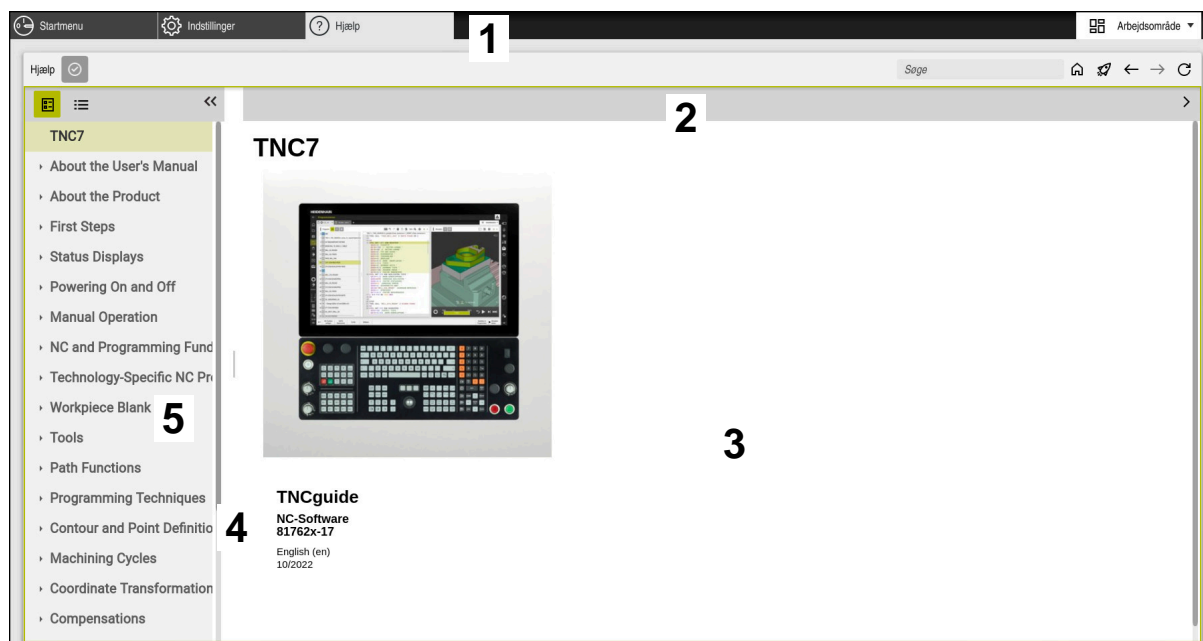 Startmenu
Indstillinger
Hjælp
1
Arbejdsområde
Hjælp
Søge
2
TNC7
About the User's Manual
About the Product
First Steps
Status Displays
Powering On and Off
Manual Operation
NC and Programming Fund
Technology-Specific NC Pr
Workpiece Blank
Tools
Path Functions
Programming Techniques
Contour and Point Definitio
Machining Cycles
Coordinate Transformation
Compensations
5
4
TNC7
HEIDENHAIN
3
TNCguide
NC-Software
81762x-17
English (en)
10/2022